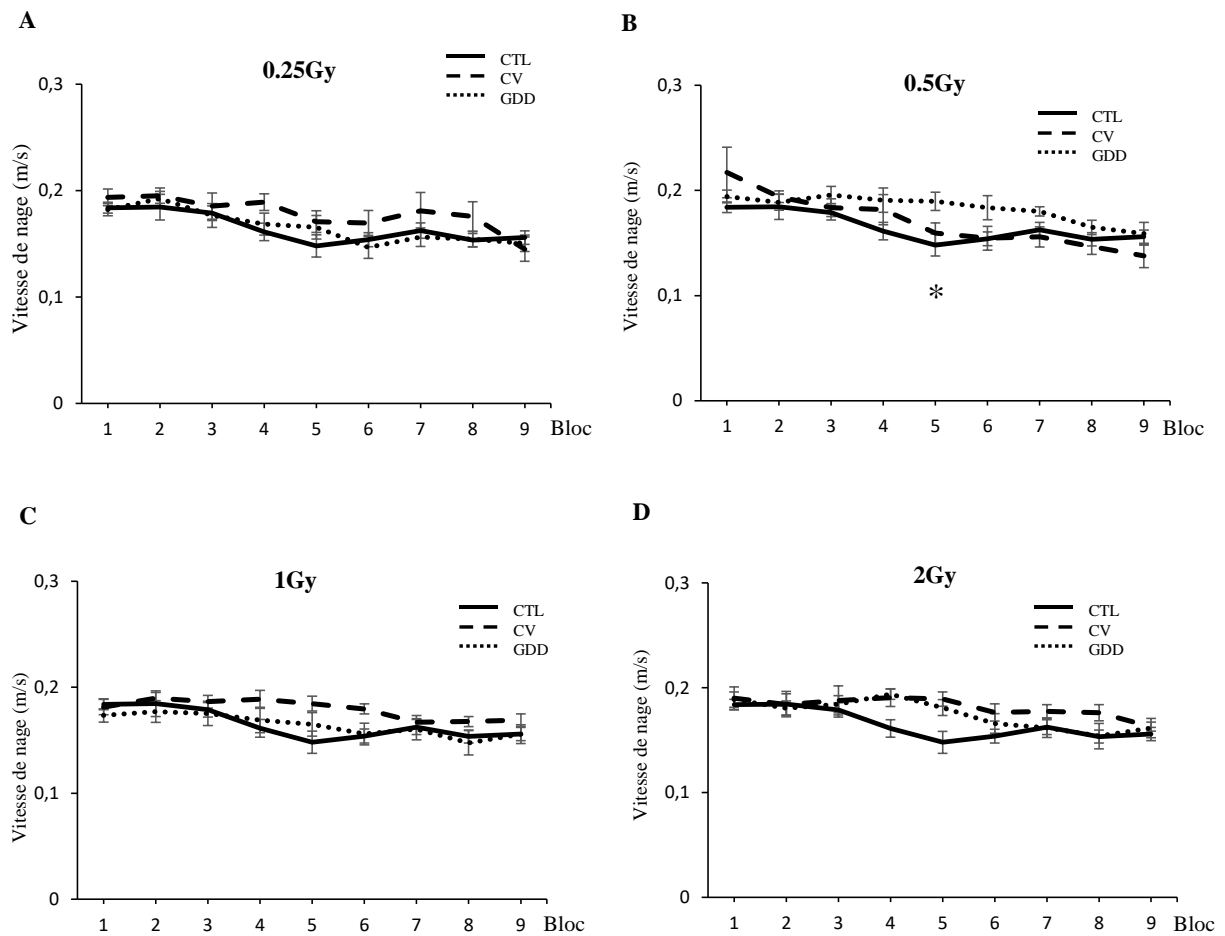 A
0.25Gy
CTL
CV
GDD
Vitesse de nage (m/s)
0,3
0,2
0,1
0
1 2 3 4 5 6 7 8 9 Bloc
B
0.5Gy
CTL
CV
GDD
Vitesse de nage (m/s)
0,3
0,2
0,1
0
*
1 2 3 4 5 6 7 8 9 Bloc
C
1Gy
CTL
CV
GDD
Vitesse de nage (m/s)
0,3
0,2
0,1
0
1 2 3 4 5 6 7 8 9 Bloc
D
2Gy
CTL
CV
GDD
Vitesse de nage (m/s)
0,3
0,2
0,1
0
1 2 3 4 5 6 7 8 9 Bloc